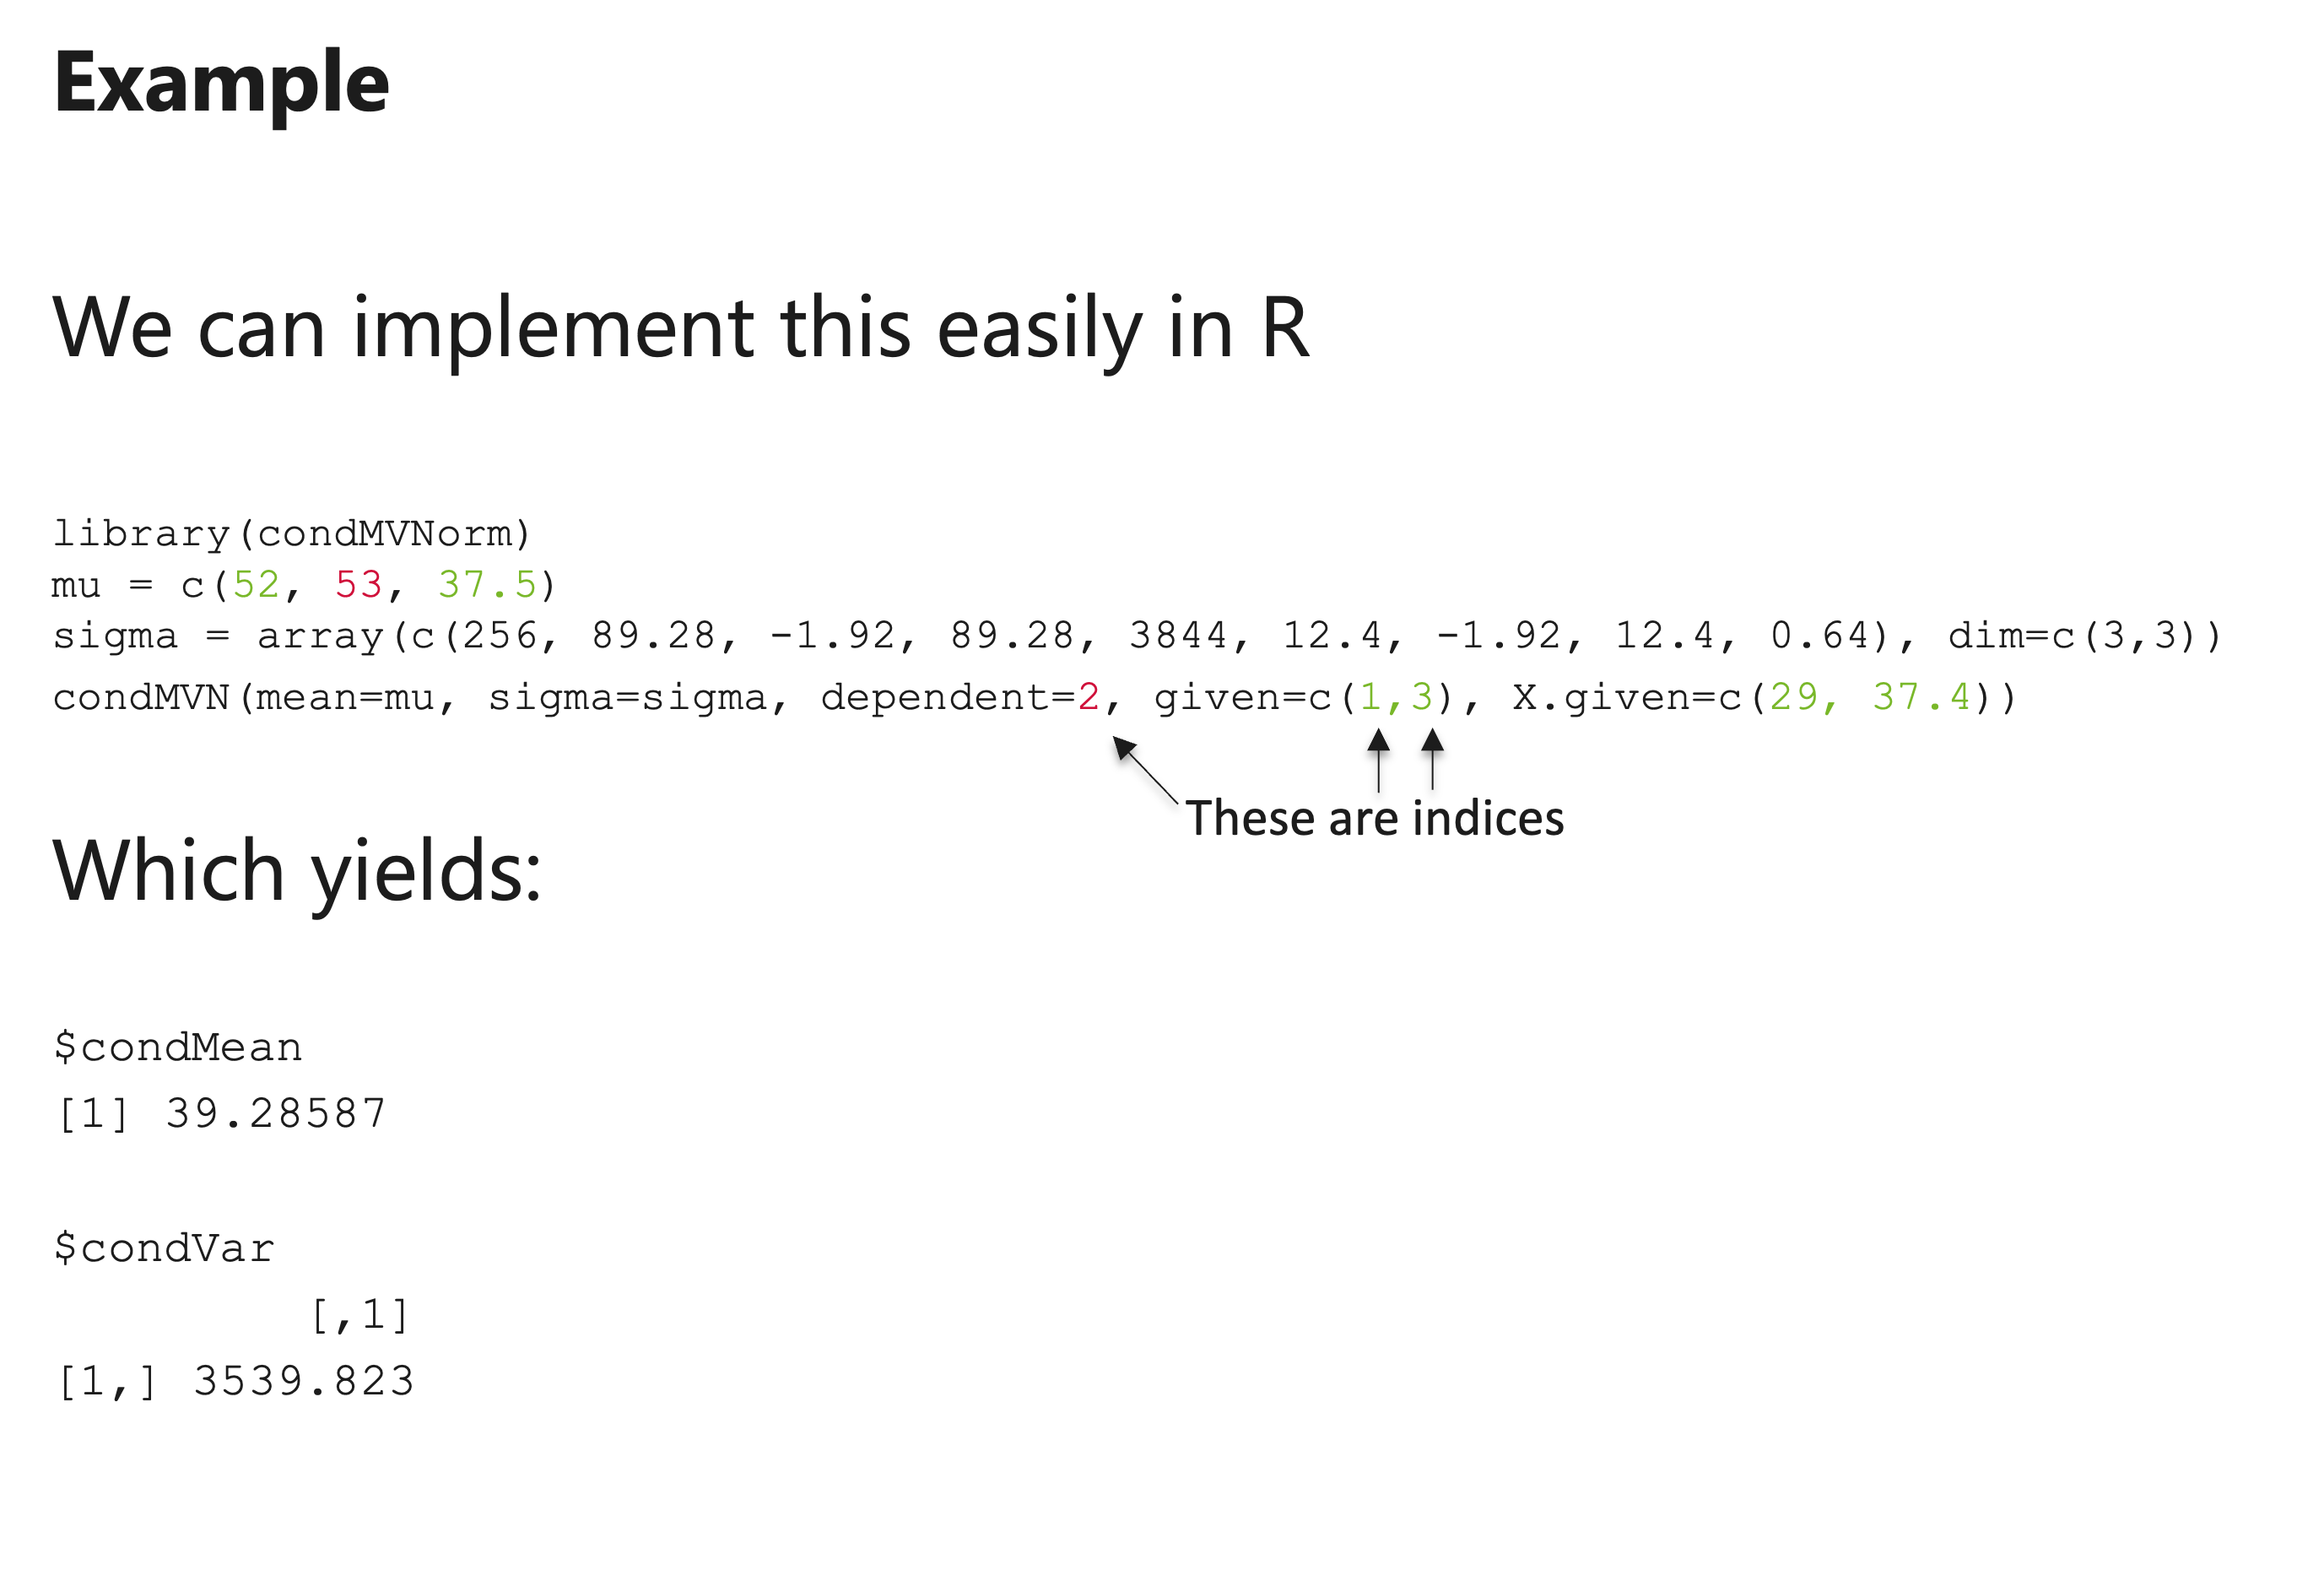 Example
We can implement this easily in R
library(condMVNorm)
mu = c(52, 53, 37.5)
sigma = array(c(256, 89.28, -1.92, 89.28, 3844, 12.4, -1.92, 12.4, 0.64), dim=c(3,3))
condMVN(mean=mu, sigma=sigma, dependent=2, given=c(1,3), X.given=c(29, 37.4))
These are indices
Which yields:
$condMean
[1] 39.28587
$condVar
[,1]
[1,] 3539.823